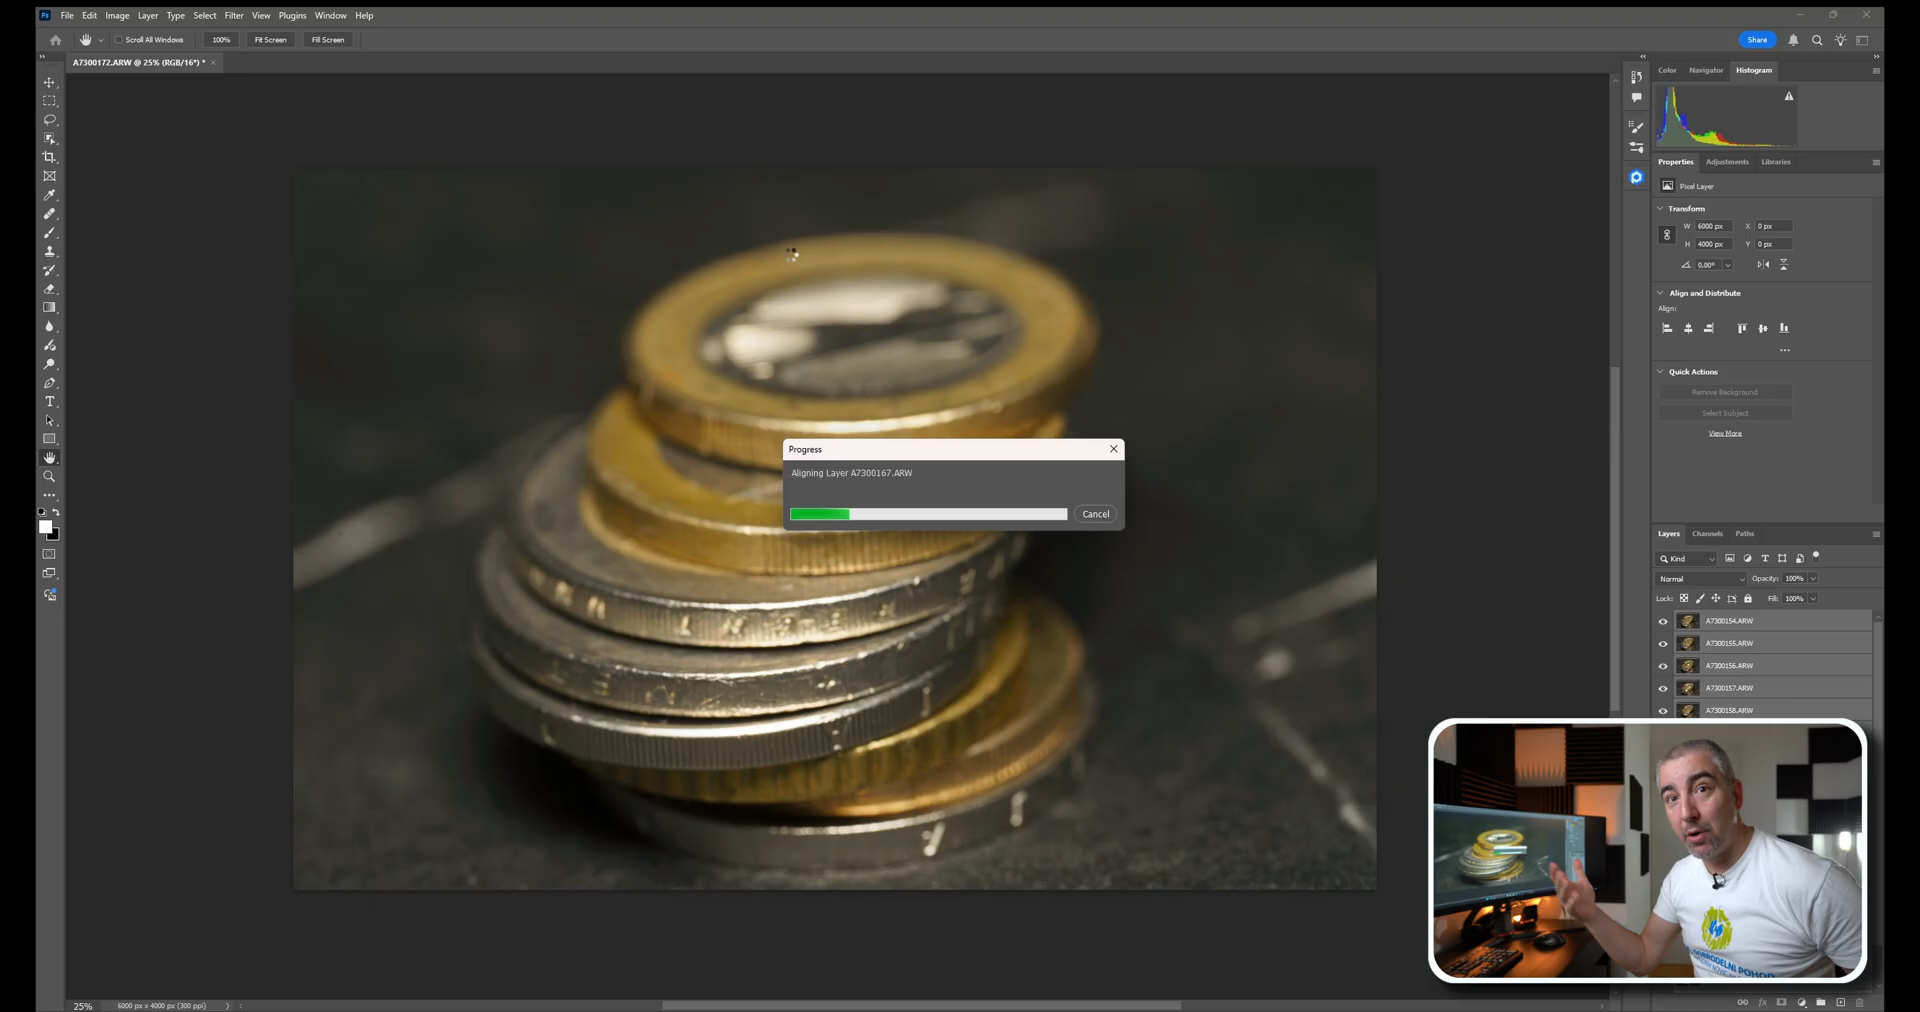 Ps File Edit Image Layer Type Select Filter View Plugins Window Help
Scroll All Windows 100% Fit Screen Fill Screen Share
A7300172.ARW @ 25% (RGB/16*) * ×
Color Navigator Histogram
Properties Adjustments Libraries
Pixel Layer
Transform
W 6000 px X 0 px
H 4000 px Y 0 px
0.00°
Align and Distribute
Align:
Quick Actions
Remove Background
Select Subject
View More
Progress
Aligning Layer A7300167.ARW
Cancel
Layers Channels Paths
Kind
Normal Opacity: 100%
Lock: Fill: 100%
A7300154.ARW
A7300155.ARW
A7300156.ARW
A7300157.ARW
A7300158.ARW
DOBRODELNI POHOD
25% 6000 px x 4000 px (300 ppi)